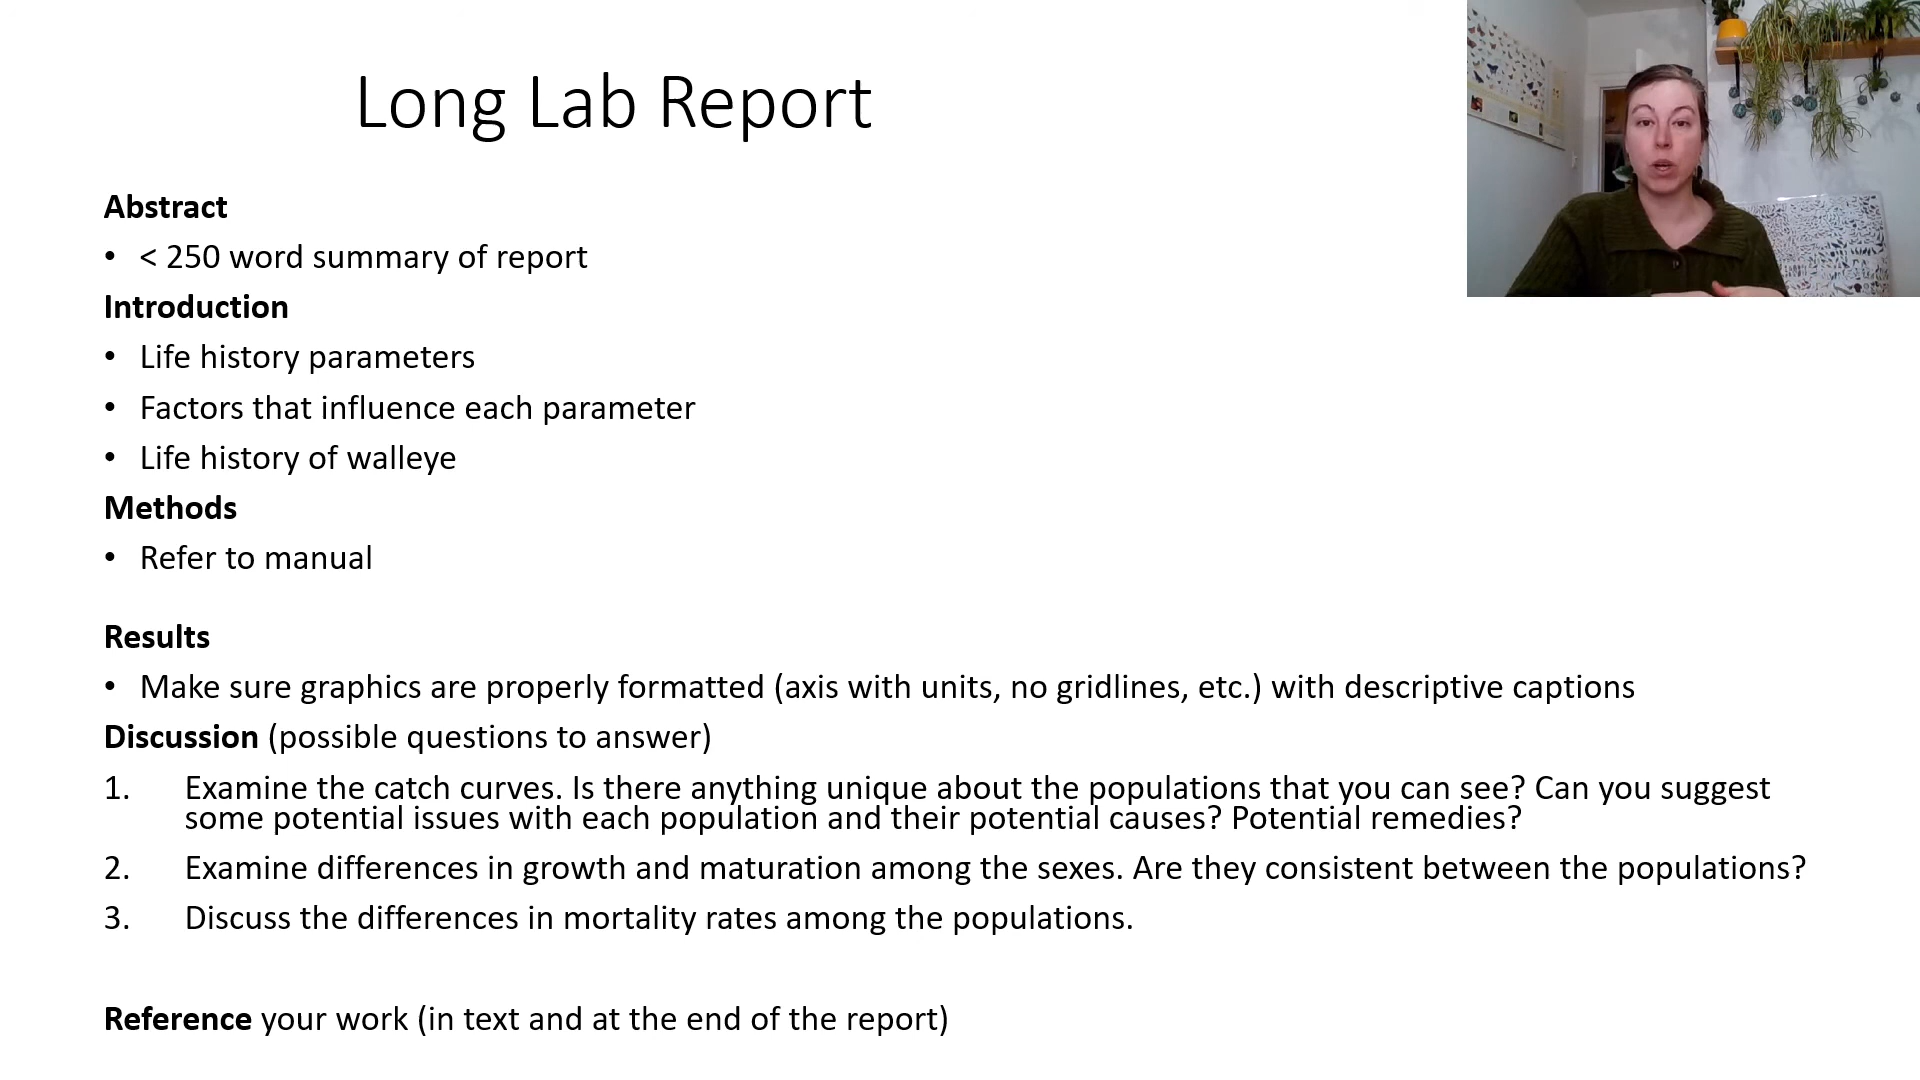 Long Lab Report
Abstract
• < 250 word summary of report
Introduction
• Life history parameters
• Factors that influence each parameter
• Life history of walleye
Methods
• Refer to manual
Results
• Make sure graphics are properly formatted (axis with units, no gridlines, etc.) with descriptive captions
Discussion (possible questions to answer)
1. Examine the catch curves. Is there anything unique about the populations that you can see? Can you suggest
some potential issues with each population and their potential causes? Potential remedies?
2. Examine differences in growth and maturation among the sexes. Are they consistent between the populations?
3. Discuss the differences in mortality rates among the populations.
Reference your work (in text and at the end of the report)